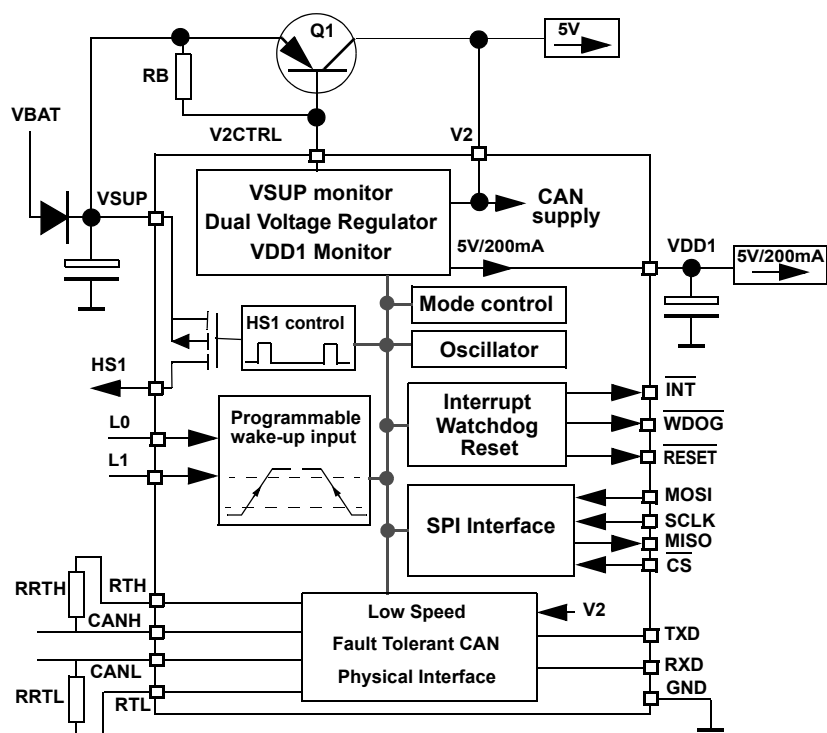 Q1
5V
RB
VBAT
V2CTRL
V2
VSUP
VSUP monitor
Dual Voltage Regulator
VDD1 Monitor
CAN
supply
5V/200mA
VDD1
5V/200mA
HS1 control
Mode control
Oscillator
HS1
L0
L1
Programmable
wake-up input
Interrupt
Watchdog
Reset
INT
WDOG
RESET
SPI Interface
MOSI
SCLK
MISO
CS
RRTH
RTH
CANH
CANL
RRTL
RTL
Low Speed
Fault Tolerant CAN
Physical Interface
V2
TXD
RXD
GND